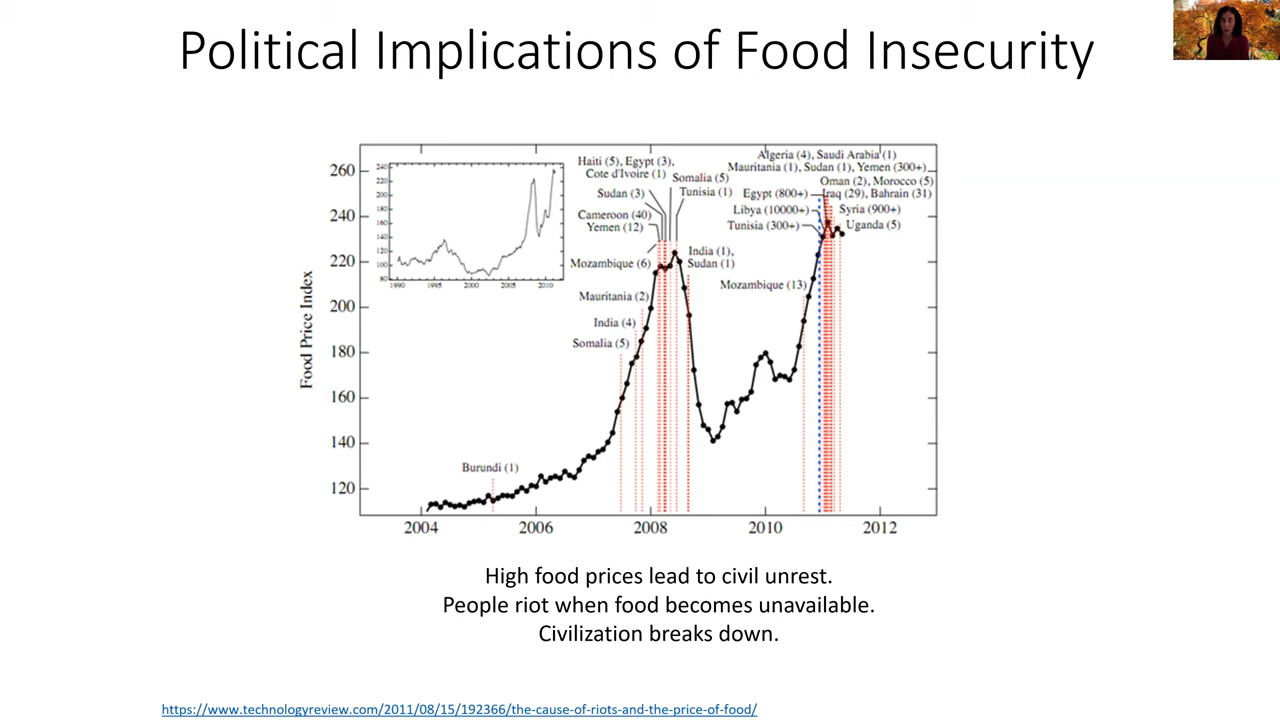 Political Implications of Food Insecurity
Food Price Index
260
240
220
200
180
160
140
120
2004
2006
2008
2010
2012
240
220
200
180
160
140
120
100
80
1990
1995
2000
2005
2010
Burundi (1)
Somalia (5)
India (4)
Mauritania (2)
Mozambique (6)
Cameroon (40)
Yemen (12)
Sudan (3)
Haiti (5), Egypt (3),
Cote d'Ivoire (1)
Somalia (5)
Tunisia (1)
India (1),
Sudan (1)
Mozambique (13)
Tunisia (300+)
Libya (10000+)
Egypt (800+)
Algeria (4), Saudi Arabia (1)
Mauritania (1), Sudan (1), Yemen (300+)
Oman (2), Morocco (5)
Iraq (29), Bahrain (31)
Syria (900+)
Uganda (5)
High food prices lead to civil unrest.
People riot when food becomes unavailable.
Civilization breaks down.
https://www.technologyreview.com/2011/08/15/192366/the-cause-of-riots-and-the-price-of-food/